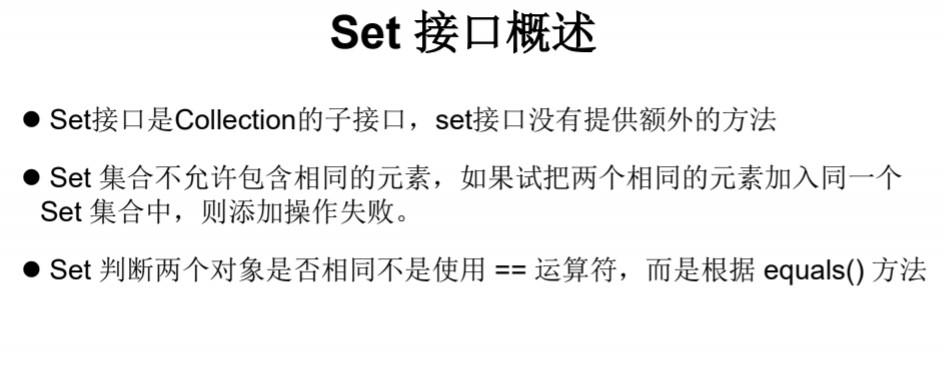 Set 接口概述
● Set接口是Collection的子接口，set接口没有提供额外的方法
● Set 集合不允许包含相同的元素，如果试把两个相同的元素加入同一个
Set 集合中，则添加操作失败。
● Set 判断两个对象是否相同不是使用 == 运算符，而是根据 equals() 方法